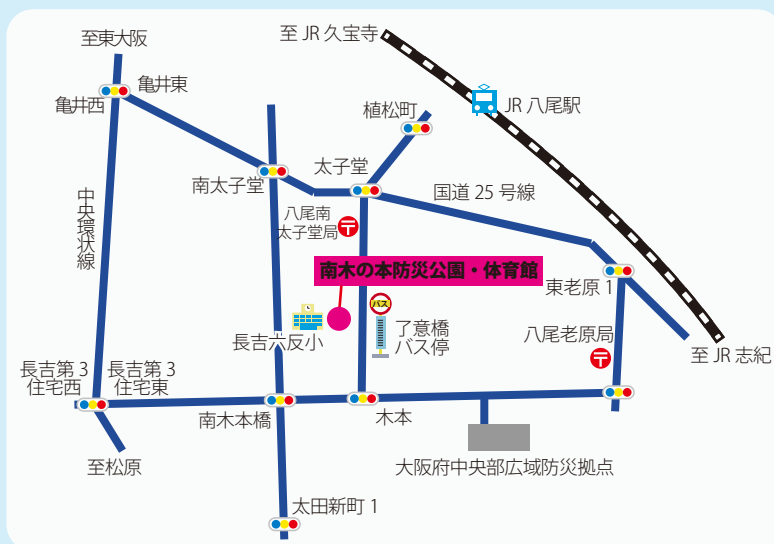 至東大阪
至 JR 久宝寺
亀井東
亀井西
植松町
JR 八尾駅
太子堂
南太子堂
国道 25 号線
中央環状線
八尾南
太子堂局
南木の本防災公園・体育館
東老原 1
バス
了意橋
バス停
長吉六反小
八尾老原局
至 JR 志紀
長吉第 3
住宅西
長吉第 3
住宅東
南木本橋
木本
至松原
大阪府中央部広域防災拠点
太田新町 1